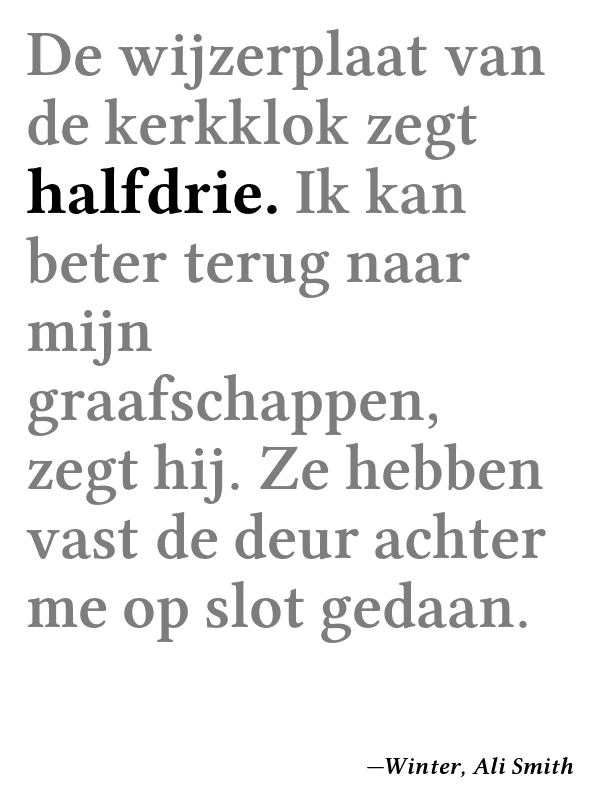 De wijzerplaat van
de kerkklok zegt
halfdrie. Ik kan
beter terug naar
mijn
graafschappen,
zegt hij. Ze hebben
vast de deur achter
me op slot gedaan.
—Winter, Ali Smith